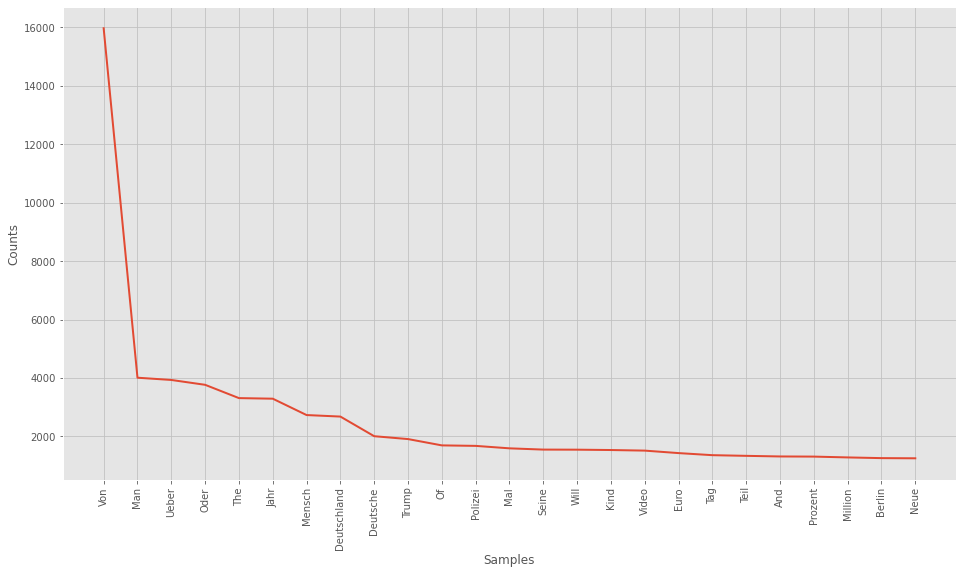 16000
14000
12000
10000
8000
6000
4000
2000
Counts
Von
Man
Ueber
Oder
The
Jahr
Mensch
Deutschland
Deutsche
Trump
Of
Polizei
Mal
Seine
Will
Kind
Video
Euro
Tag
Teil
And
Prozent
Million
Berlin
Neue
Samples